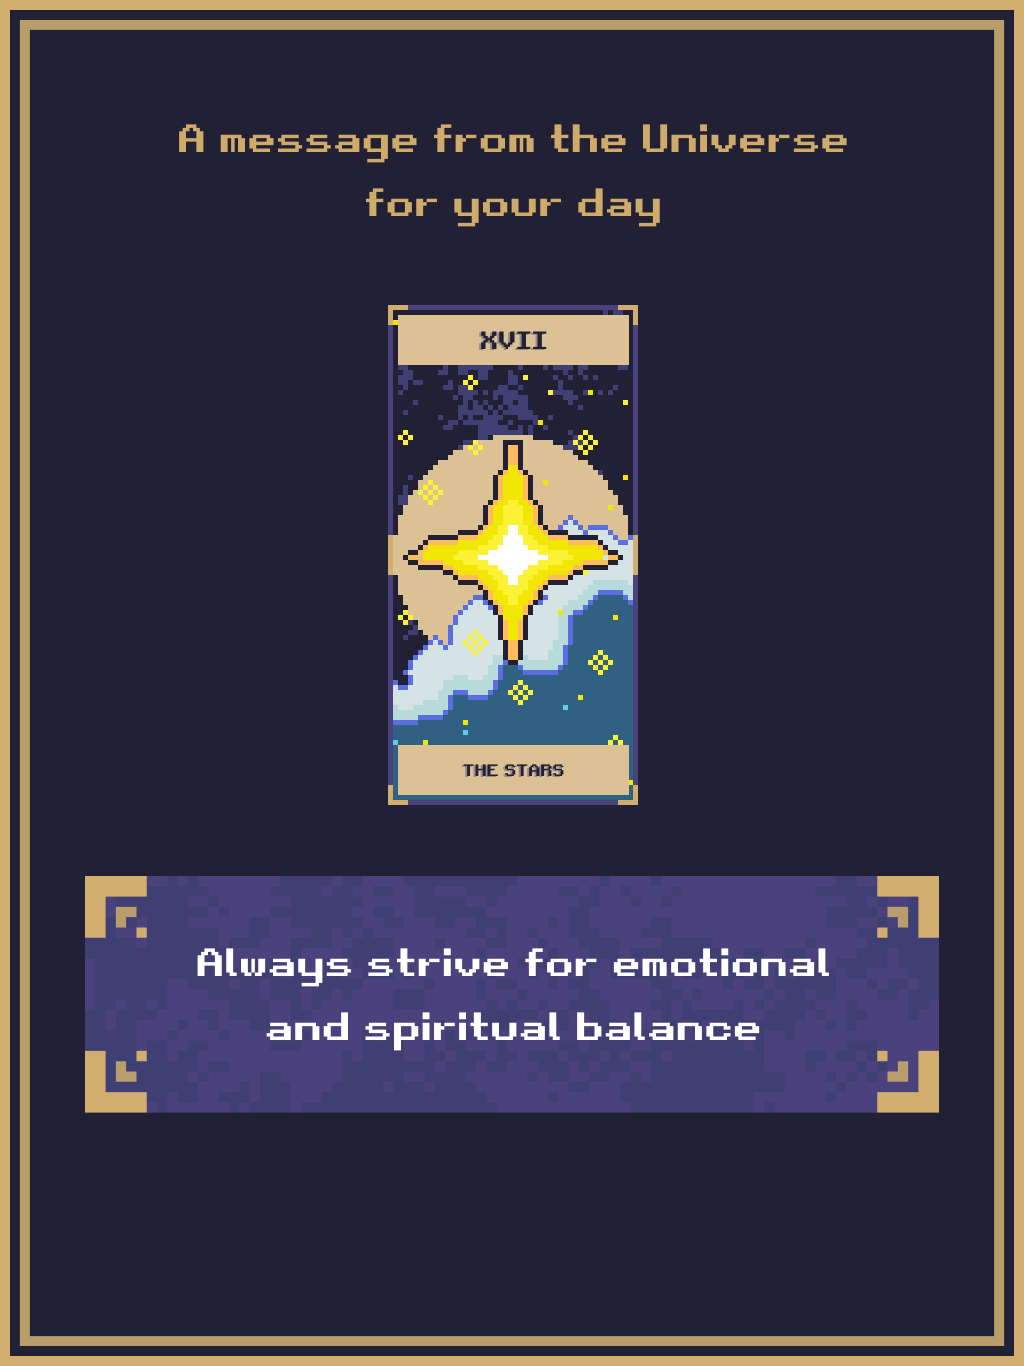 A message from the Universe
for your day
XVII
THE STARS
Always strive for emotional
and spiritual balance